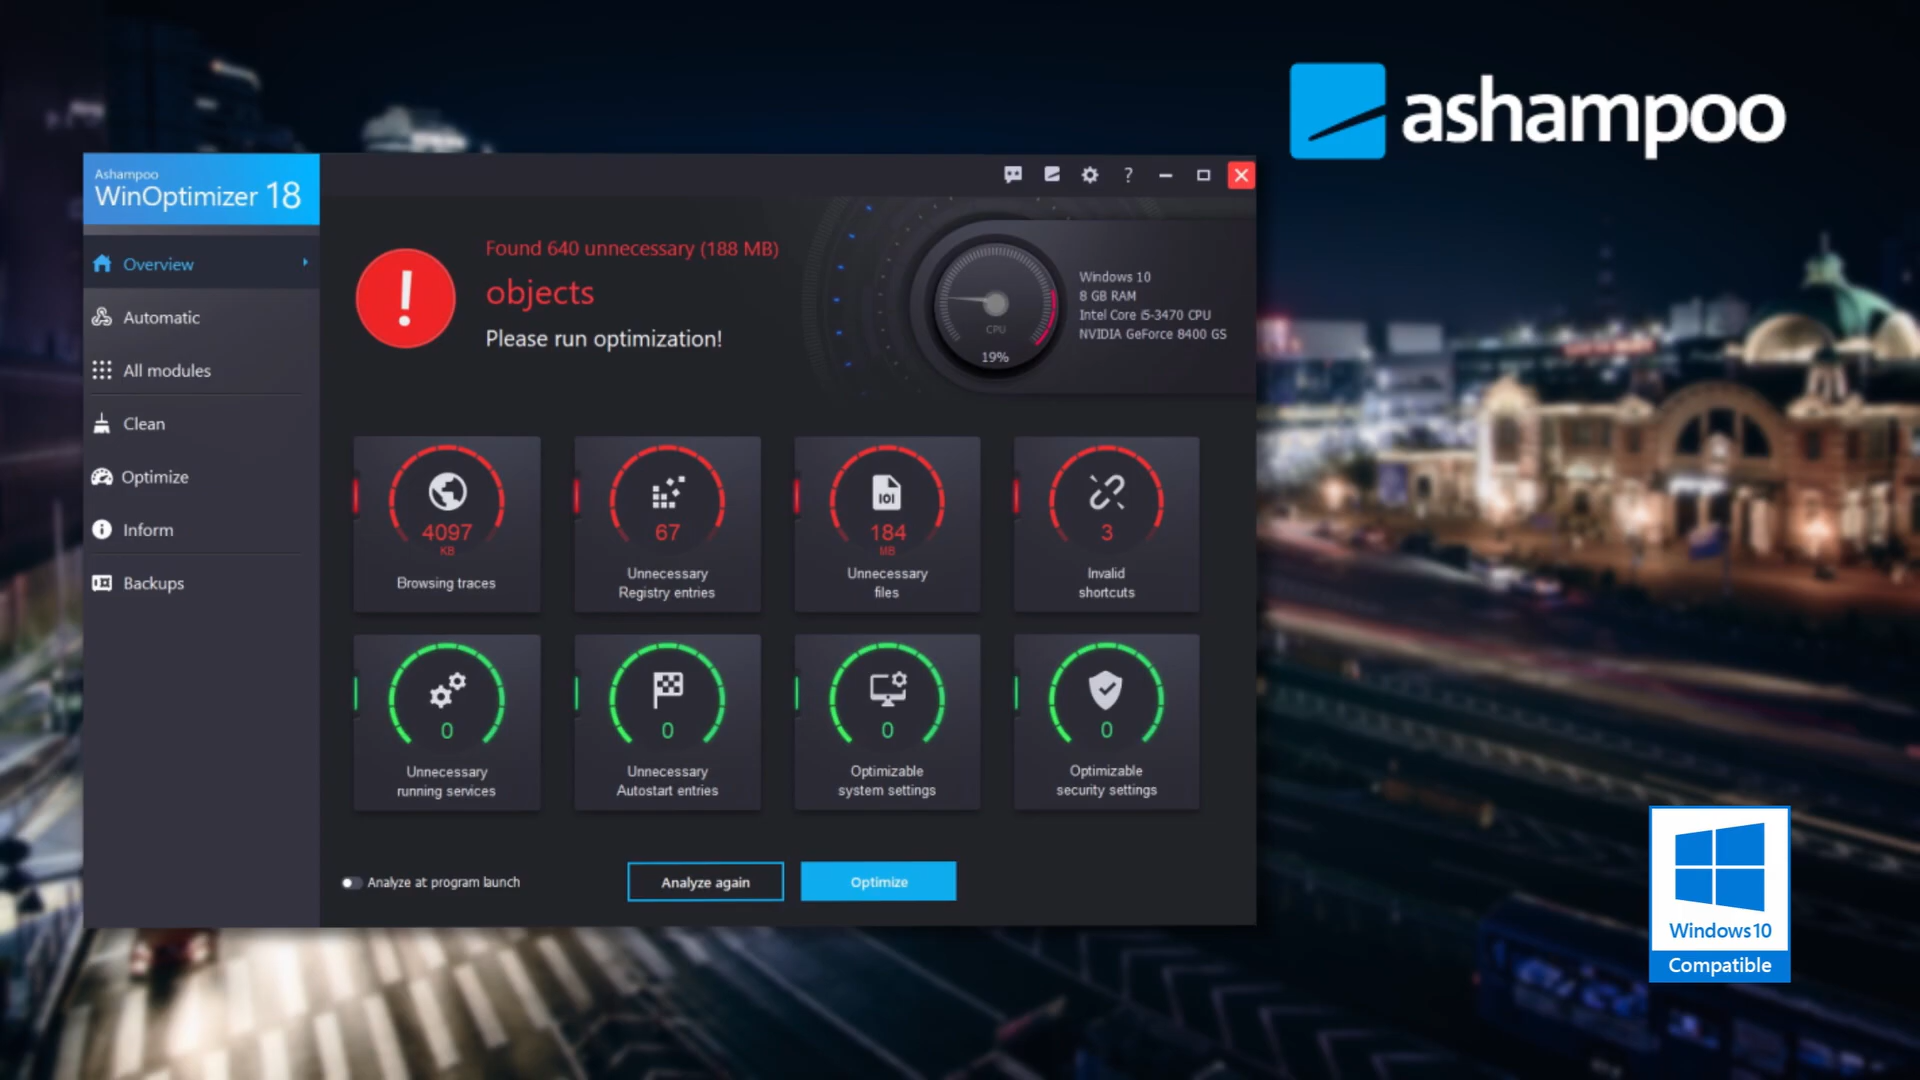 ashampoo
Ashampoo
WinOptimizer 18
Overview
Automatic
All modules
Clean
Optimize
Inform
Backups
?
!
Found 640 unnecessary (188 MB)
objects
Please run optimization!
CPU
19%
Windows 10
8 GB RAM
Intel Core i5-3470 CPU
NVIDIA GeForce 8400 GS
4097
KB
Browsing traces
67
Unnecessary
Registry entries
101
184
MB
Unnecessary
files
3
Invalid
shortcuts
0
Unnecessary
running services
0
Unnecessary
Autostart entries
0
Optimizable
system settings
0
Optimizable
security settings
Analyze at program launch
Analyze again
Optimize
Windows10
Compatible